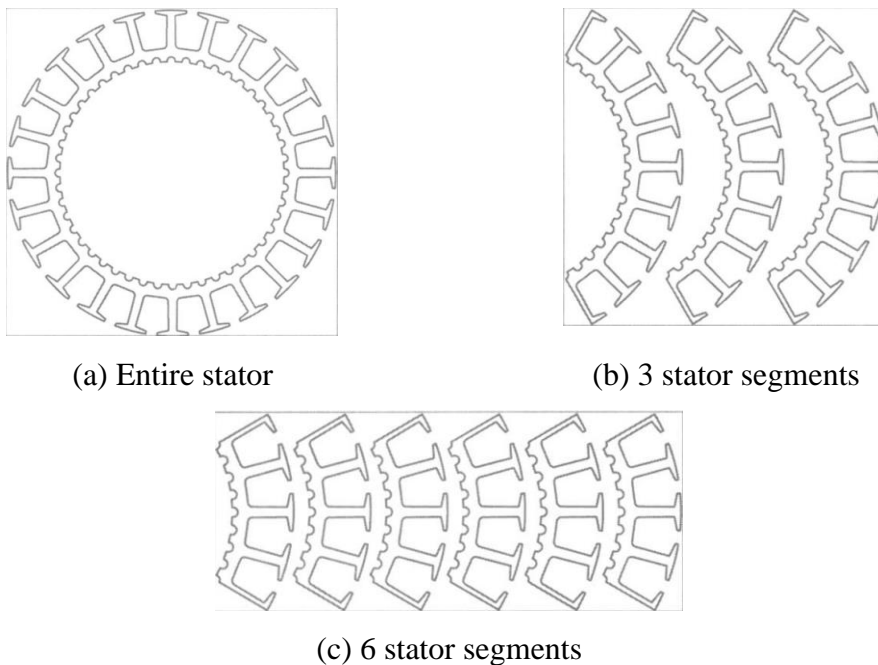 (a) Entire stator
(b) 3 stator segments
(c) 6 stator segments